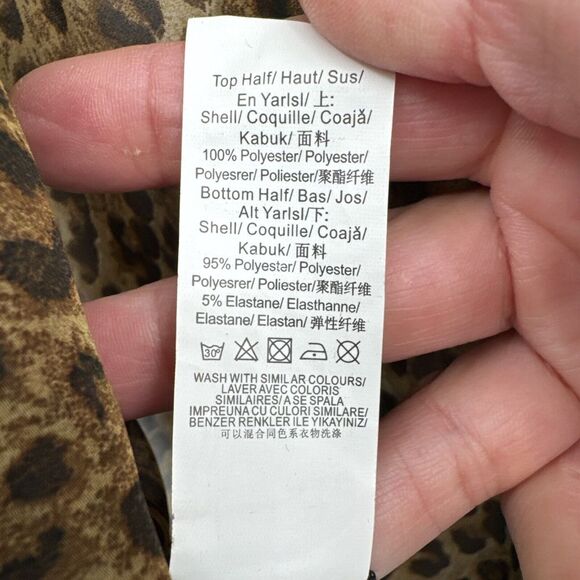 Top Half/ Haut/ Sus/
En Yarlsl/ 上:
Shell/ Coquille/ Coajă/
Kabuk/ 面料
100% Polyester/ Polyester/
Polyesrer/ Poliester/聚酯纤维
Bottom Half/ Bas/ Jos/
Alt Yarlsl/下:
Shell/ Coquille/ Coajă/
Kabuk/ 面料
95% Polyester/ Polyester/
Polyesrer/ Poliester/聚酯纤维
5% Elastane/ Elasthanne/
Elastane/ Elastan/ 弹性纤维
30°
WASH WITH SIMILAR COLOURS/
LAVER AVEC COLORIS
SIMILAIRES/ A SE SPALA
IMPREUNA CU CULORI SIMILARE/
BENZER RENKLER ILE YIKAYINIZ/
可以混合同色系衣物洗涤